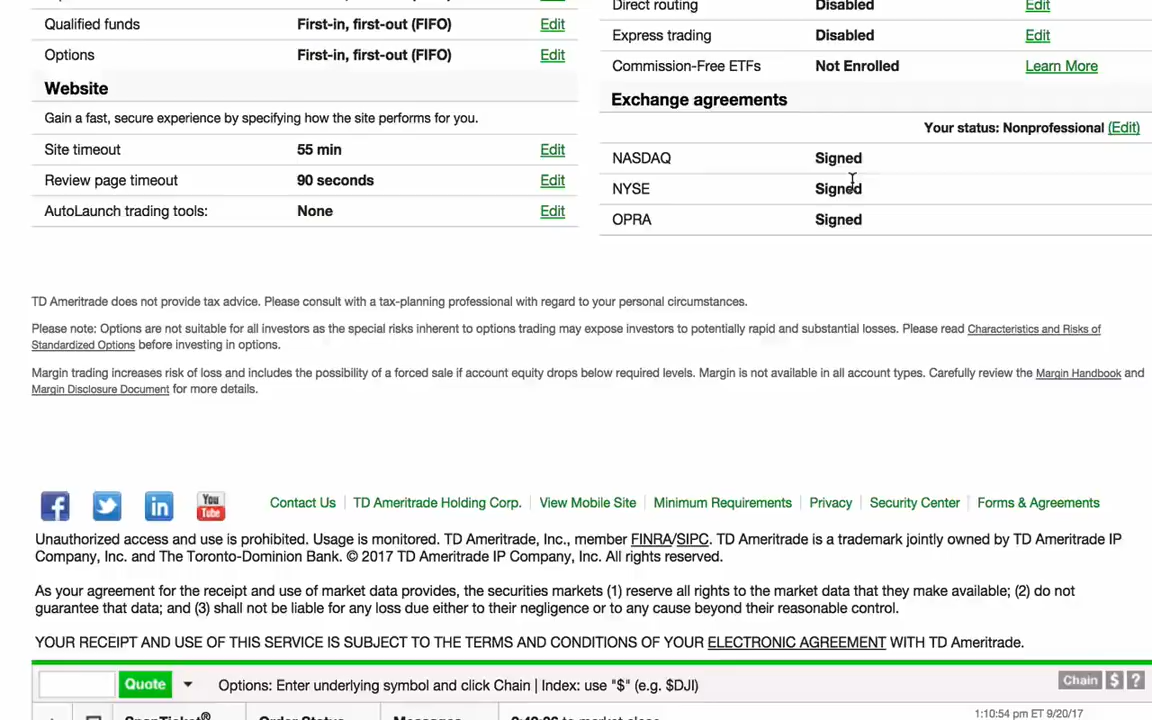 Qualified funds First-in, first-out (FIFO) Edit
Options First-in, first-out (FIFO) Edit
Website
Gain a fast, secure experience by specifying how the site performs for you.
Site timeout 55 min Edit
Review page timeout 90 seconds Edit
AutoLaunch trading tools: None Edit
Direct routing Disabled Edit
Express trading Disabled Edit
Commission-Free ETFs Not Enrolled Learn More
Exchange agreements
Your status: Nonprofessional (Edit)
NASDAQ Signed
NYSE Signed
OPRA Signed
TD Ameritrade does not provide tax advice. Please consult with a tax-planning professional with regard to your personal circumstances.
Please note: Options are not suitable for all investors as the special risks inherent to options trading may expose investors to potentially rapid and substantial losses. Please read Characteristics and Risks of
Standardized Options before investing in options.
Margin trading increases risk of loss and includes the possibility of a forced sale if account equity drops below required levels. Margin is not available in all account types. Carefully review the Margin Handbook and
Margin Disclosure Document for more details.
f in You Tube Contact Us TD Ameritrade Holding Corp. View Mobile Site Minimum Requirements Privacy Security Center Forms & Agreements
Unauthorized access and use is prohibited. Usage is monitored. TD Ameritrade, Inc., member FINRA/SIPC. TD Ameritrade is a trademark jointly owned by TD Ameritrade IP
Company, Inc. and The Toronto-Dominion Bank. © 2017 TD Ameritrade IP Company, Inc. All rights reserved.
As your agreement for the receipt and use of market data provides, the securities markets (1) reserve all rights to the market data that they make available; (2) do not
guarantee that data; and (3) shall not be liable for any loss due either to their negligence or to any cause beyond their reasonable control.
YOUR RECEIPT AND USE OF THIS SERVICE IS SUBJECT TO THE TERMS AND CONDITIONS OF YOUR ELECTRONIC AGREEMENT WITH TD Ameritrade.
Quote Options: Enter underlying symbol and click Chain | Index: use "$" (e.g. $DJI) Chain $ ?
SnapTicket® Order Status Messages to market close 1:10:54 pm ET 9/20/17